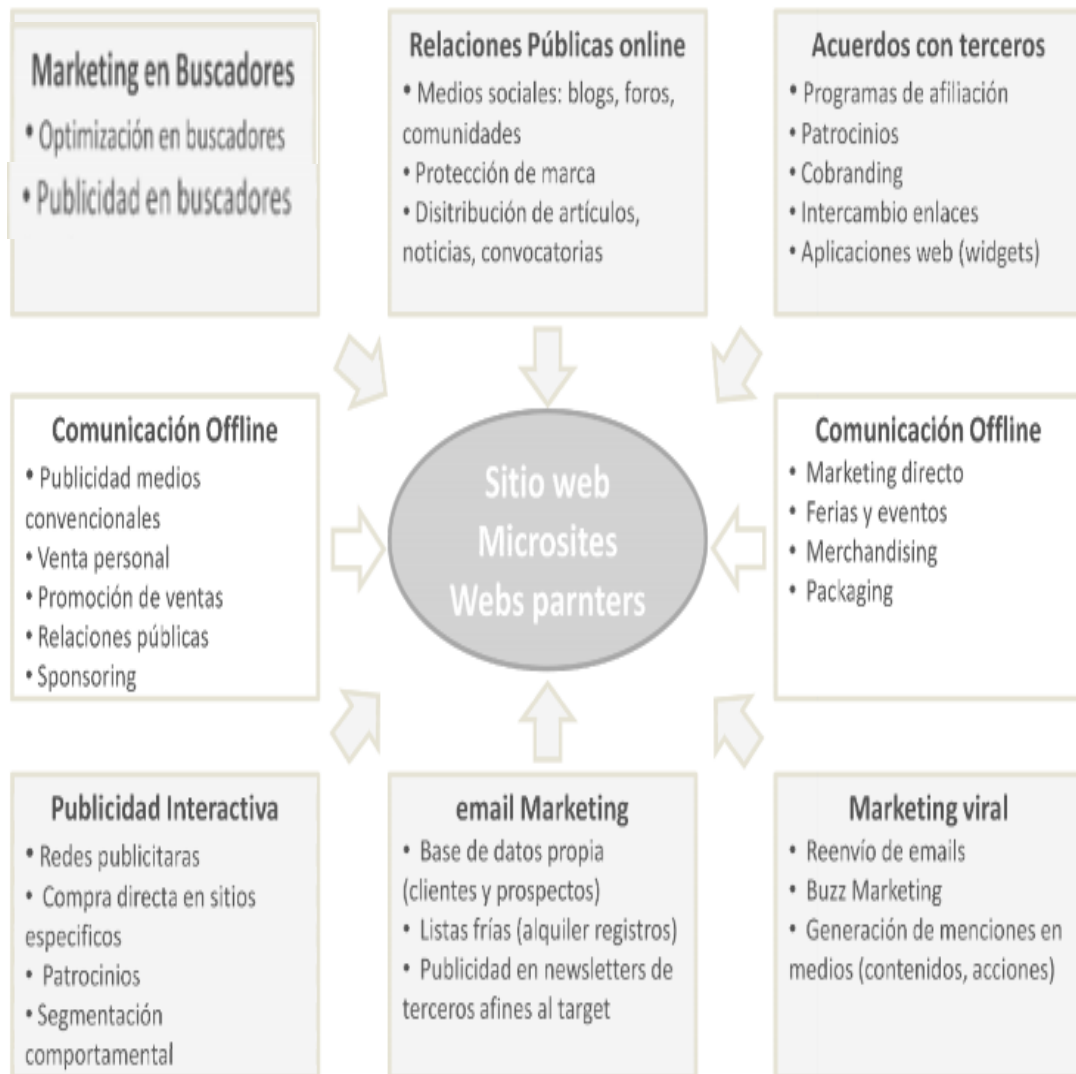 Marketing en Buscadores
• Optimización en buscadores
• Publicidad en buscadores
Relaciones Públicas online
• Medios sociales: blogs, foros,
comunidades
• Protección de marca
• Disitribución de artículos,
noticias, convocatorias
Acuerdos con terceros
• Programas de afiliación
• Patrocinios
• Cobranding
• Intercambio enlaces
• Aplicaciones web (widgets)
Comunicación Offline
• Publicidad medios
convencionales
• Venta personal
• Promoción de ventas
• Relaciones públicas
• Sponsoring
Sitio web
Microsites
Webs parnters
Comunicación Offline
• Marketing directo
• Ferias y eventos
• Merchandising
• Packaging
Publicidad Interactiva
• Redes publicitaras
• Compra directa en sitios
especificos
• Patrocinios
• Segmentación
comportamental
email Marketing
• Base de datos propia
(clientes y prospectos)
• Listas frías (alquiler registros)
• Publicidad en newsletters de
terceros afines al target
Marketing viral
• Reenvío de emails
• Buzz Marketing
• Generación de menciones en
medios (contenidos, acciones)